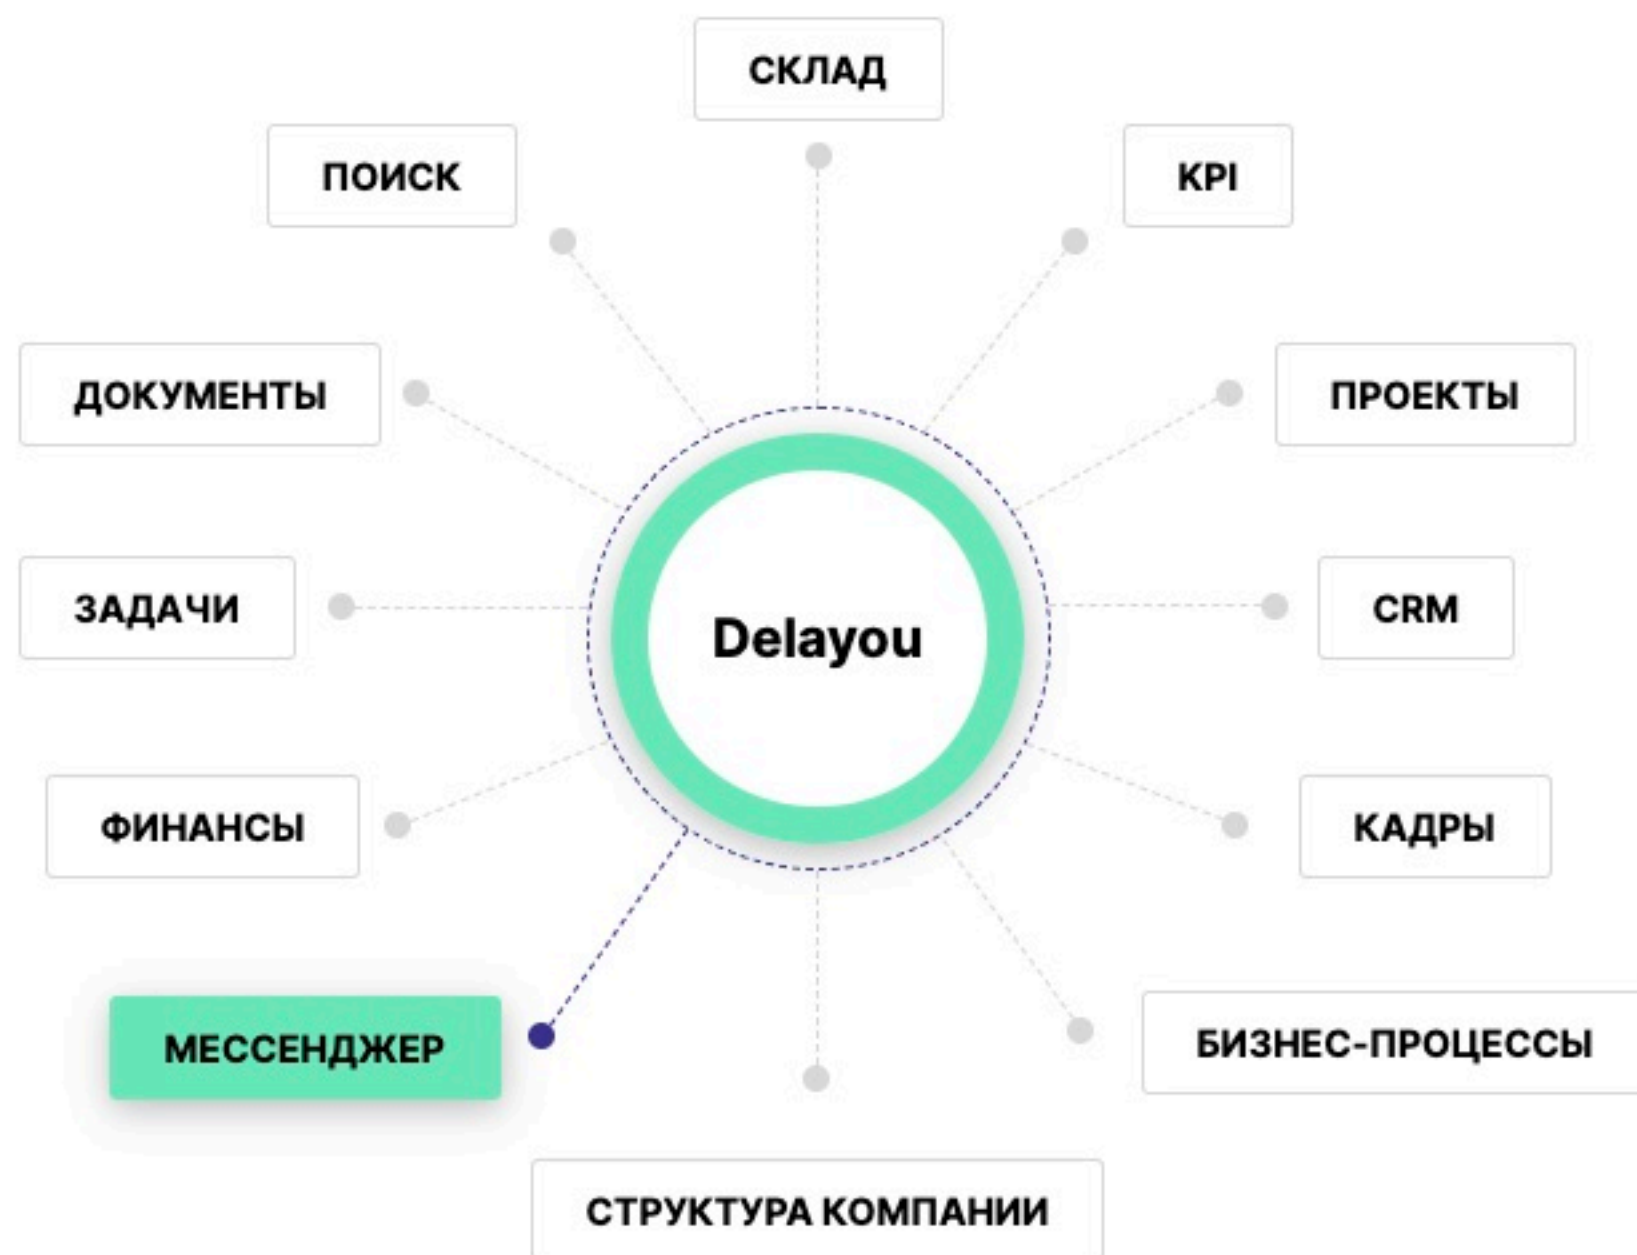 СКЛАД
ПОИСК
KPI
ДОКУМЕНТЫ
ПРОЕКТЫ
ЗАДАЧИ
CRM
Delayou
ФИНАНСЫ
КАДРЫ
МЕССЕНДЖЕР
БИЗНЕС-ПРОЦЕССЫ
СТРУКТУРА КОМПАНИИ